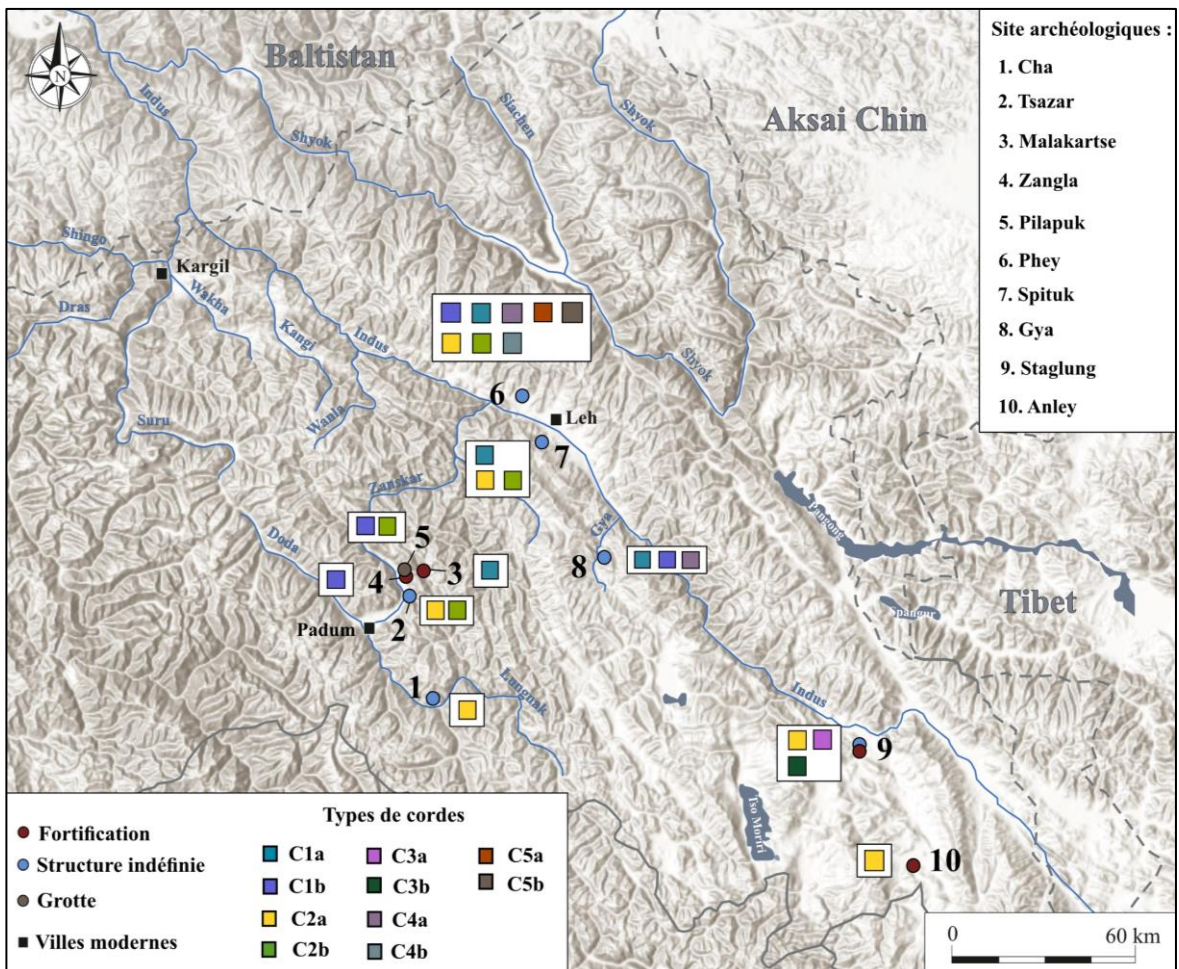 Baltistan
Aksai Chin
Tibet
N
Indus
Shyok
Siachen
Shyok
Shingo
Kargil
Dras
Wakha
Kangi
Indus
Suru
Wanla
Shyok
6
Leh
7
Zanskar
Gya
Pangong
8
Doda
5
4
3
Spangur
Padum
2
1
Lungnak
Indus
9
Tso Moriri
10
Site archéologiques :
1. Cha
2. Tsazar
3. Malakartse
4. Zangla
5. Pilapuk
6. Phey
7. Spituk
8. Gya
9. Staglung
10. Anley
Fortification
Structure indéfinie
Grotte
Villes modernes
Types de cordes
C1a
C1b
C2a
C2b
C3a
C3b
C4a
C4b
C5a
C5b
0 60 km